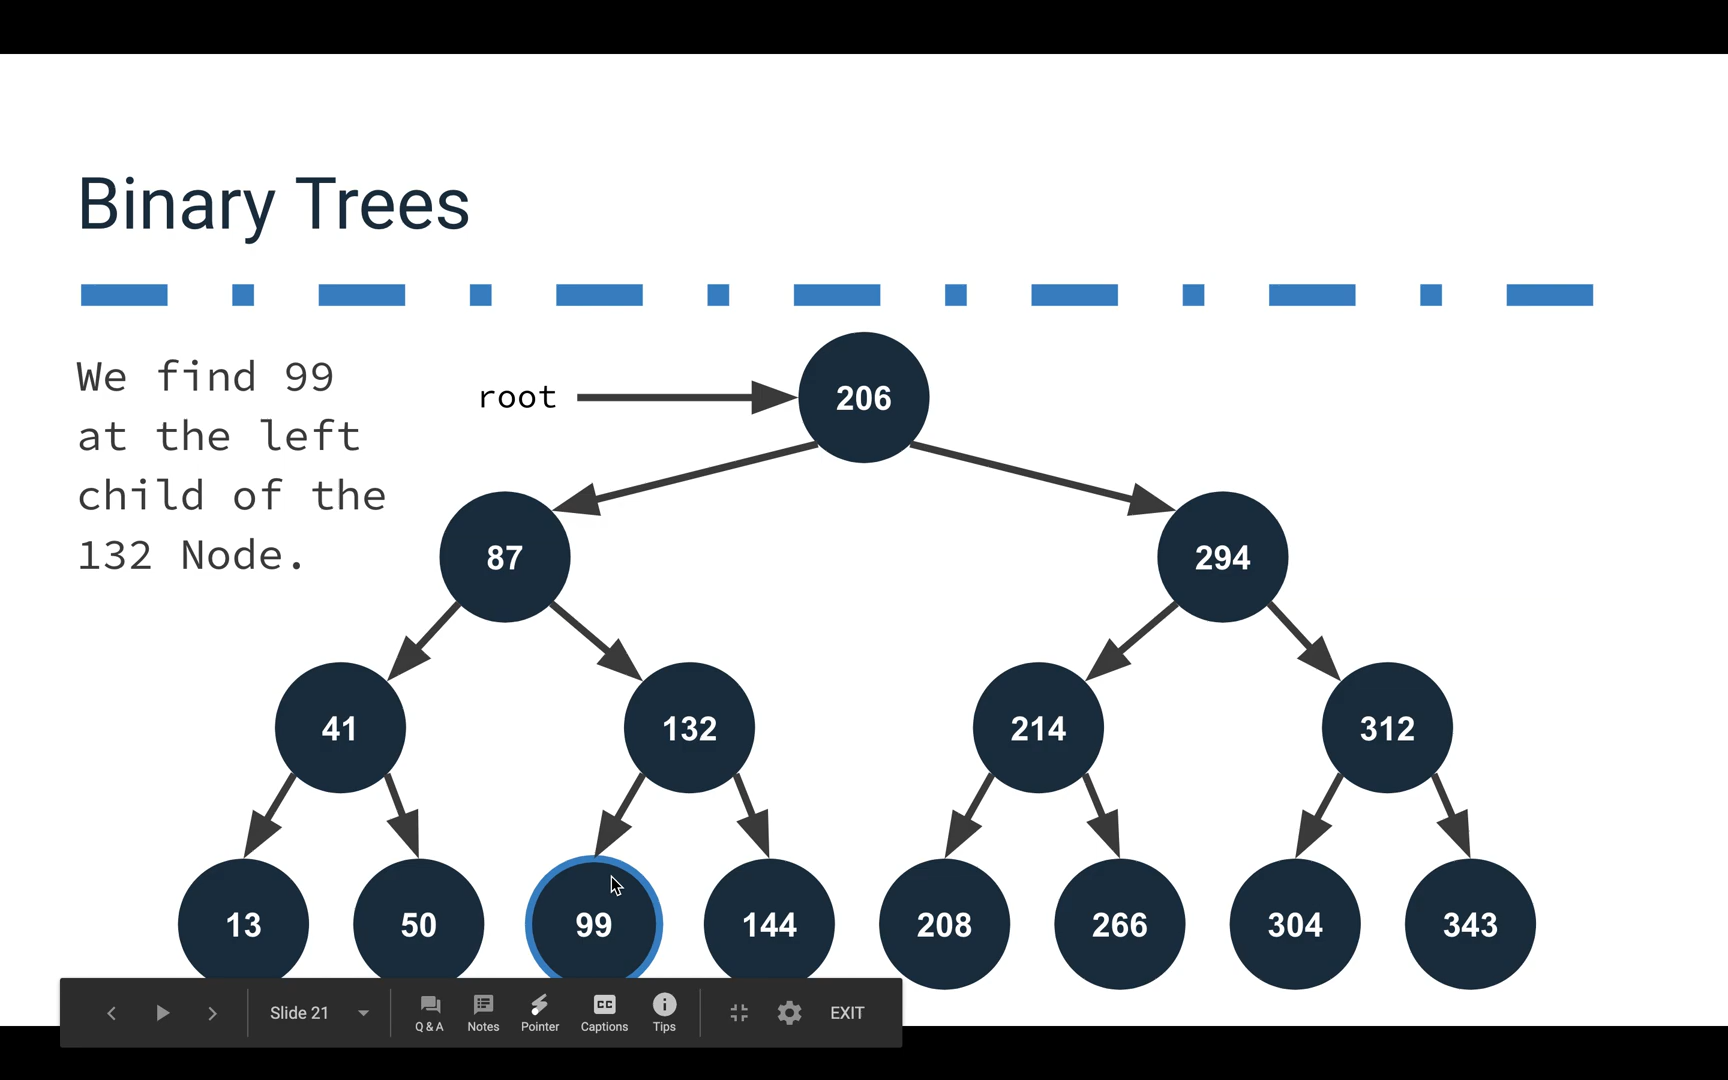 Binary Trees
We find 99
at the left
child of the
132 Node.
root
206
87
294
41
132
214
312
13
50
99
144
208
266
304
343
Slide 21
Q & A
Notes
Pointer
CC
Captions
Tips
EXIT